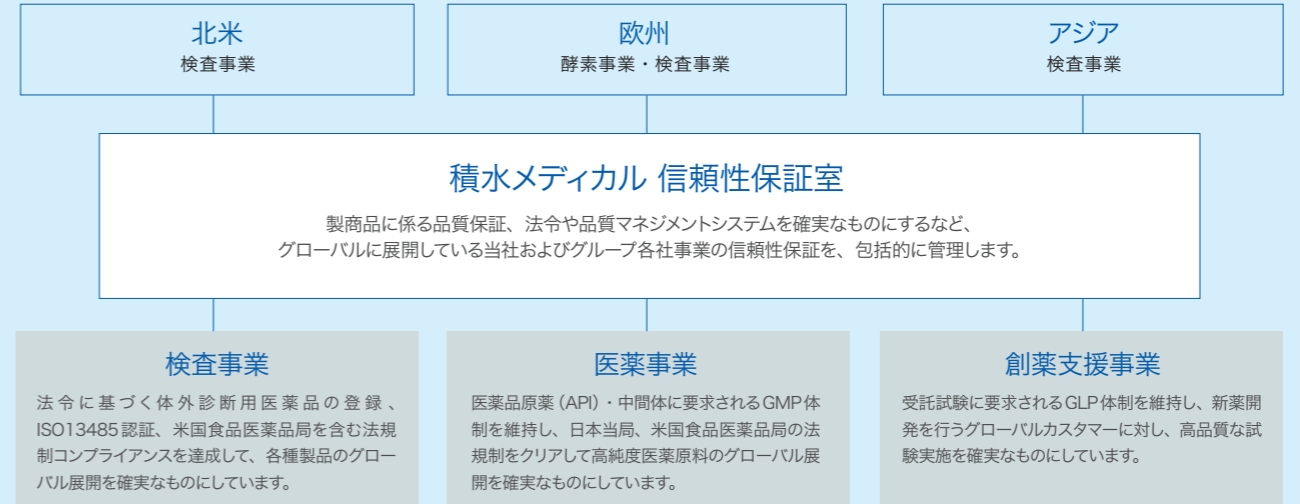 北米
検査事業
欧州
酵素事業・検査事業
アジア
検査事業
積水メディカル 信頼性保証室
製商品に係る品質保証、法令や品質マネジメントシステムを確実なものにするなど、
グローバルに展開している当社およびグループ各社事業の信頼性保証を、包括的に管理します。
検査事業
法令に基づく体外診断用医薬品の登録、
ISO13485認証、米国食品医薬品局を含む法規
制コンプライアンスを達成して、各種製品のグロー
バル展開を確実なものにしています。
医薬事業
医薬品原薬(API)・中間体に要求されるGMP体
制を維持し、日本当局、米国食品医薬品局の法
規制をクリアして高純度医薬原料のグローバル展
開を確実なものにしています。
創薬支援事業
受託試験に要求されるGLP体制を維持し、新薬開
発を行うグローバルカスタマーに対し、高品質な試
験実施を確実なものにしています。